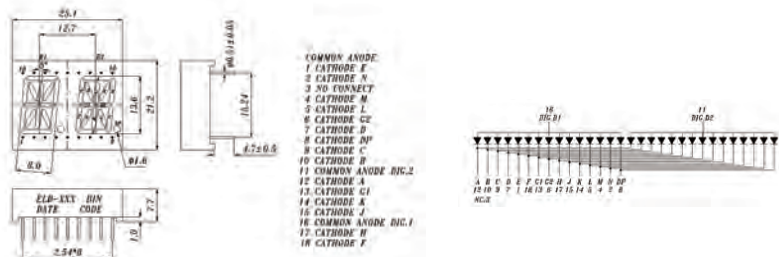 25.1
12.7
21.2
13.6
8.0
ø1.6
ø0.51±0.05
15.24
4.7±0.5
ELD-XXX BIN
DATE CODE
7.7
1.0
2.54*8
COMMON ANODE
1 CATHODE E
2 CATHODE N
3 NO CONNECT
4 CATHODE M
5 CATHODE L
6 CATHODE G2
7 CATHODE D
8 CATHODE DP
9 CATHODE C
10 CATHODE B
11 COMMON ANODE DIG.2
12 CATHODE A
13 CATHODE G1
14 CATHODE K
15 CATHODE J
16 COMMON ANODE DIG.1
17 CATHODE H
18 CATHODE F
16 11
DIG.D1 DIG.D2
A B C D E F G1 G2 H J K L M N DP
12 10 9 7 1 18 13 6 17 15 14 5 4 2 8
NC:3